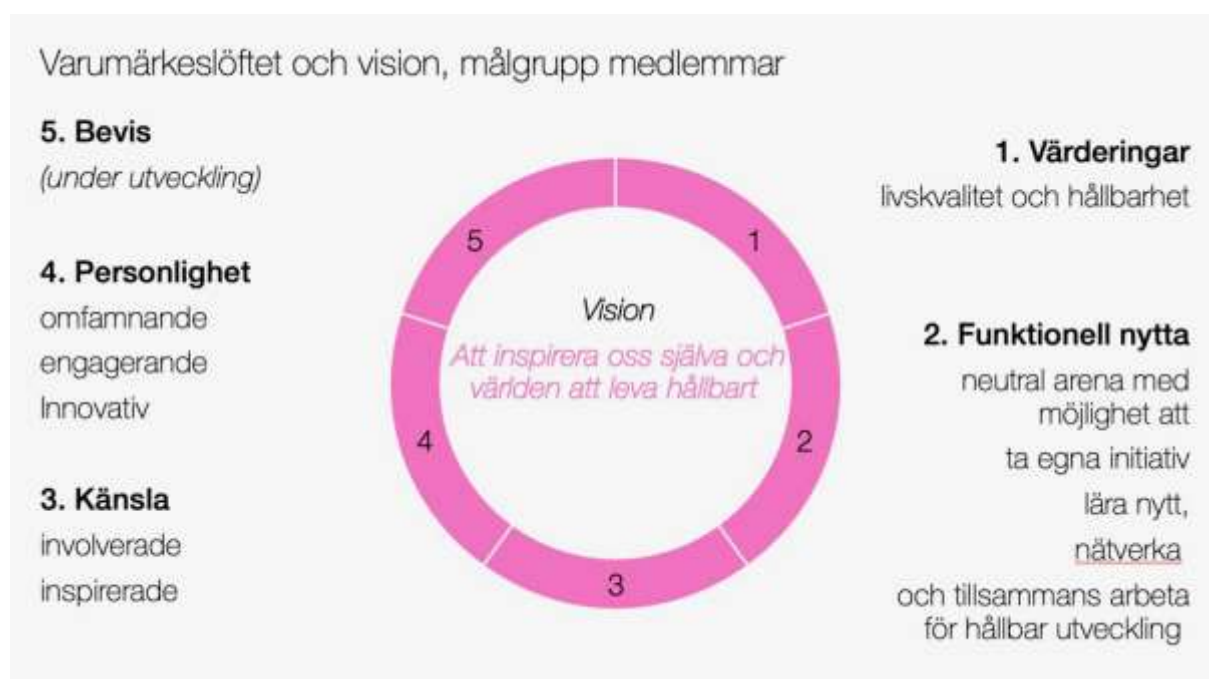 Varumärkeslöftet och vision, målgrupp medlemmar
5. Bevis
(under utveckling)
4. Personlighet
omfamnande
engagerande
Innovativ
3. Känsla
involverade
inspirerade
5
1
4
2
3
Vision
Att inspirera oss själva och
världen att leva hållbart
1. Värderingar
livskvalitet och hållbarhet
2. Funktionell nytta
neutral arena med
möjlighet att
ta egna initiativ
lära nytt,
nätverka
och tillsammans arbeta
för hållbar utveckling